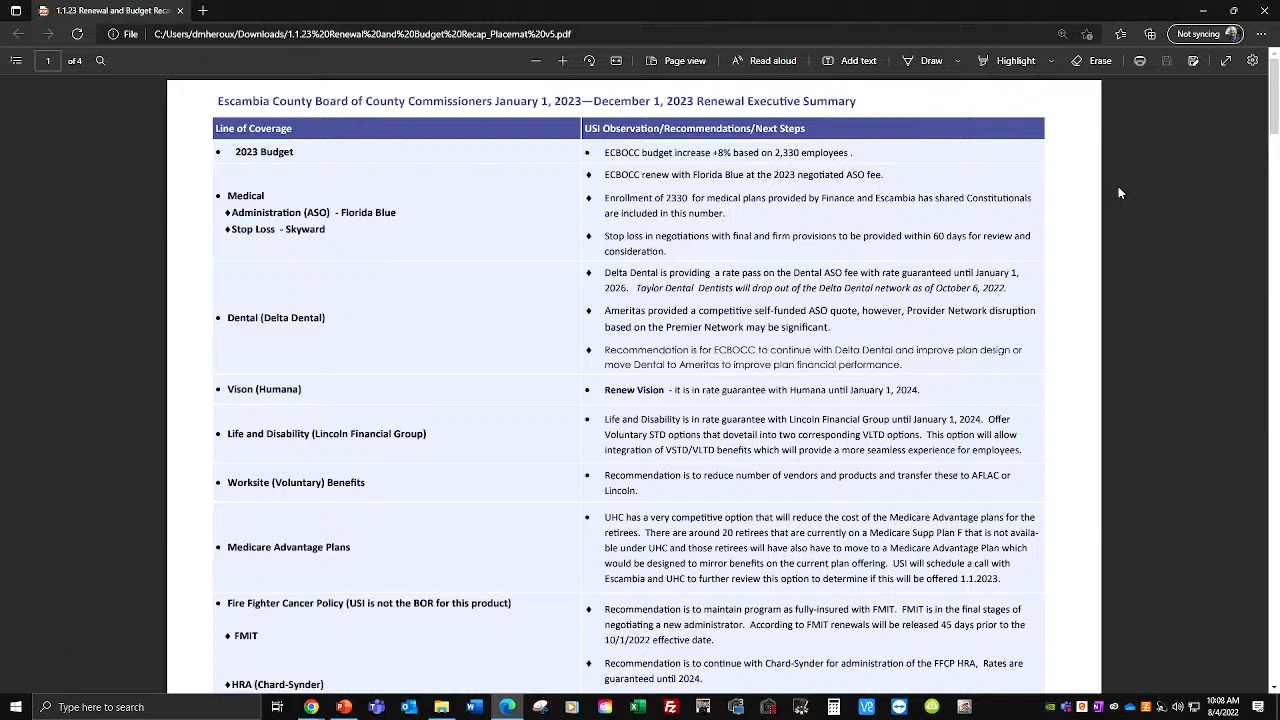 1.1.23 Renewal and Budget Reca
File
C:/Users/dmheroux/Downloads/1.1.23%20Renewal%20and%20Budget%20Recap_Placemat%20v5.pdf
Not syncing
1
of 4
Page view
Read aloud
Add text
Draw
Highlight
Erase
Escambia County Board of County Commissioners January 1, 2023—December 1, 2023 Renewal Executive Summary
Line of Coverage
USI Observation/Recommendations/Next Steps
• 2023 Budget
• ECBOCC budget increase +8% based on 2,330 employees .
• Medical
♦Administration (ASO) - Florida Blue
♦Stop Loss - Skyward
♦ ECBOCC renew with Florida Blue at the 2023 negotiated ASO fee.
♦ Enrollment of 2330 for medical plans provided by Finance and Escambia has shared Constitutionals
are included in this number.
♦ Stop loss in negotiations with final and firm provisions to be provided within 60 days for review and
consideration.
• Dental (Delta Dental)
♦ Delta Dental is providing a rate pass on the Dental ASO fee with rate guaranteed until January 1,
2026. Taylor Dental Dentists will drop out of the Delta Dental network as of October 6, 2022.
♦ Ameritas provided a competitive self-funded ASO quote, however, Provider Network disruption
based on the Premier Network may be significant.
♦ Recommendation is for ECBOCC to continue with Delta Dental and improve plan design or
move Dental to Ameritas to improve plan financial performance.
• Vison (Humana)
• Renew Vision - it is in rate guarantee with Humana until January 1, 2024.
• Life and Disability (Lincoln Financial Group)
• Life and Disability is in rate guarantee with Lincoln Financial Group until January 1, 2024. Offer
Voluntary STD options that dovetail into two corresponding VLTD options. This option will allow
integration of VSTD/VLTD benefits which will provide a more seamless experience for employees.
• Worksite (Voluntary) Benefits
• Recommendation is to reduce number of vendors and products and transfer these to AFLAC or
Lincoln.
• Medicare Advantage Plans
• UHC has a very competitive option that will reduce the cost of the Medicare Advantage plans for the
retirees. There are around 20 retirees that are currently on a Medicare Supp Plan F that is not availa-
ble under UHC and those retirees will have also have to move to a Medicare Advantage Plan which
would be designed to mirror benefits on the current plan offering. USI will schedule a call with
Escambia and UHC to further review this option to determine if this will be offered 1.1.2023.
• Fire Fighter Cancer Policy (USI is not the BOR for this product)
♦ FMIT
♦HRA (Chard-Synder)
♦ Recommendation is to maintain program as fully-insured with FMIT. FMIT is in the final stages of
negotiating a new administrator. According to FMIT renewals will be released 45 days prior to the
10/1/2022 effective date.
♦ Recommendation is to continue with Chard-Synder for administration of the FFCP HRA, Rates are
guaranteed until 2024.
Type here to search
10:08 AM
8/4/2022